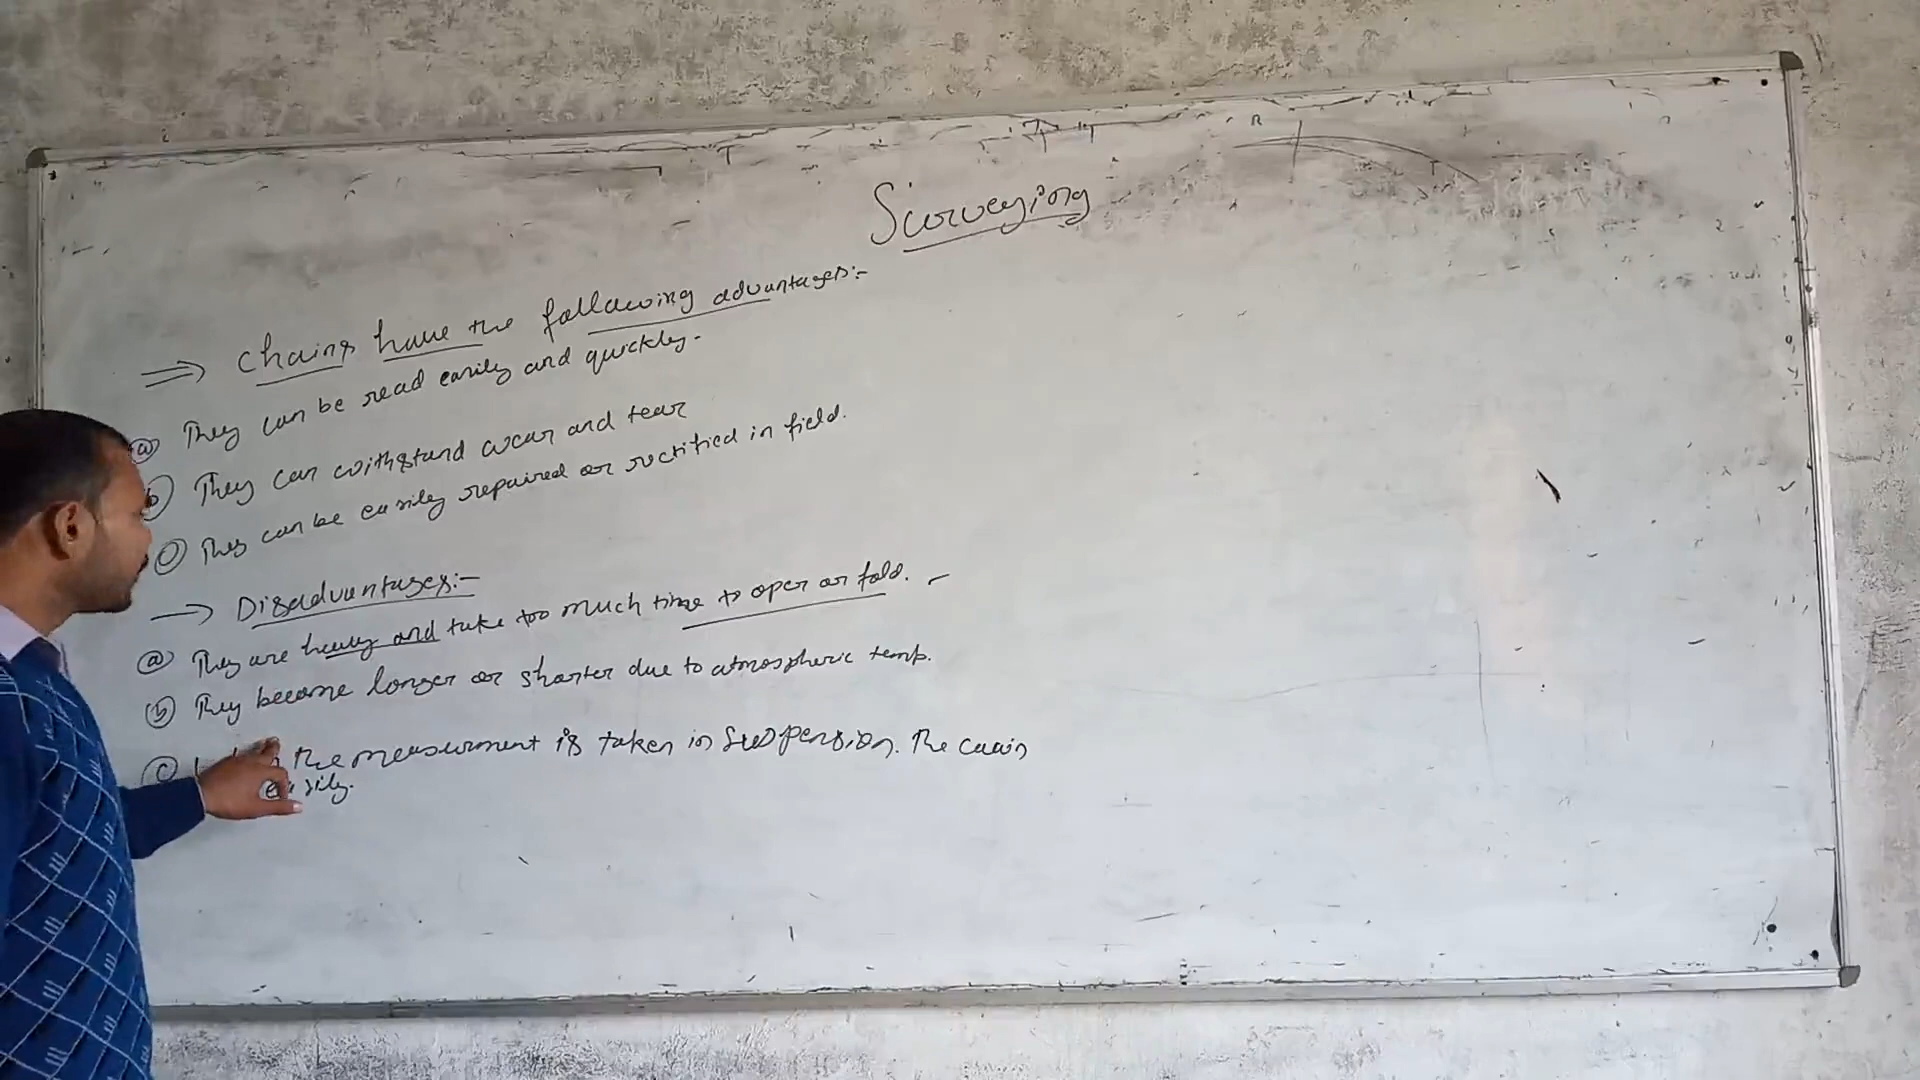 Surveying
⇒ Chains have the following advantages:-
(a) They can be read easily and quickly.
(b) They can withstand wear and tear
(c) They can be easily repaired or rectified in field.
→ Disadvantages:-
(a) They are heavy and take too much time to open or fold. -
(b) They become longer or shorter due to atmospheric temp.
(c) the measurment is taken in suspension. The chain
easily.